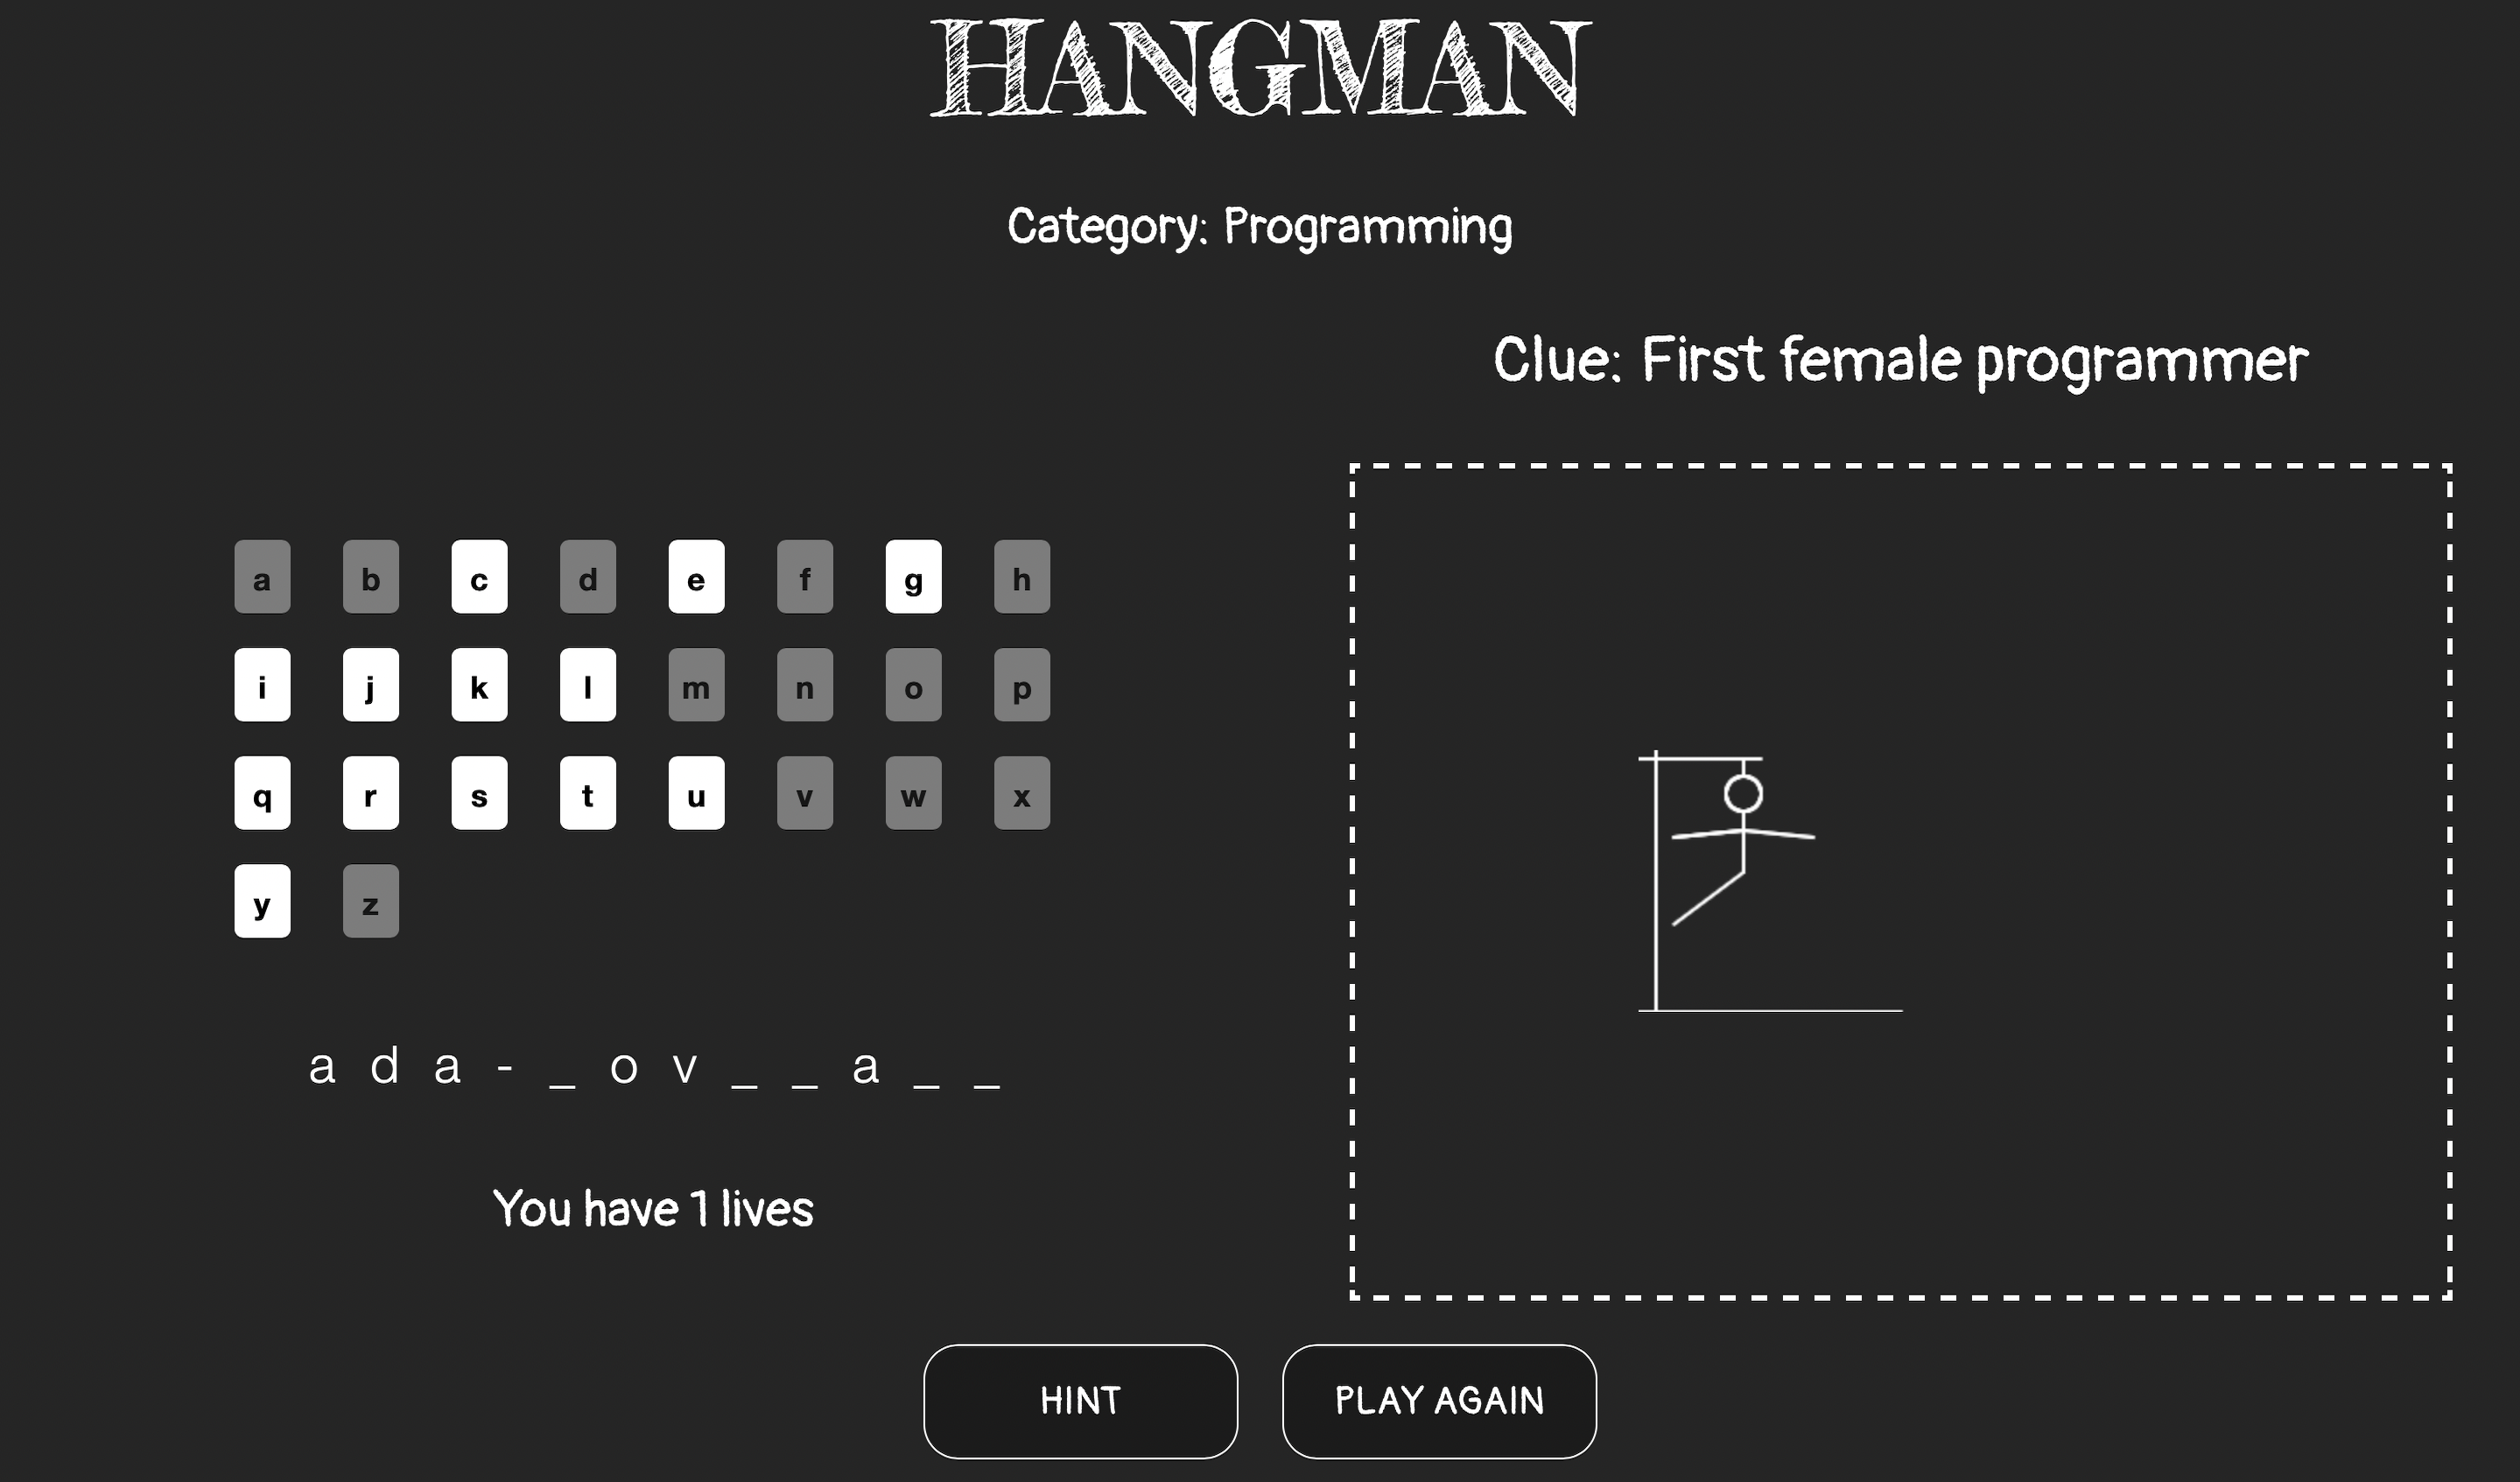 HANGMAN
Category: Programming
Clue: First female programmer
a b c d e f g h
i j k l m n o p
q r s t u v w x
y z
a d a - _ o v _ _ a _ _
You have 1 lives
HINT PLAY AGAIN